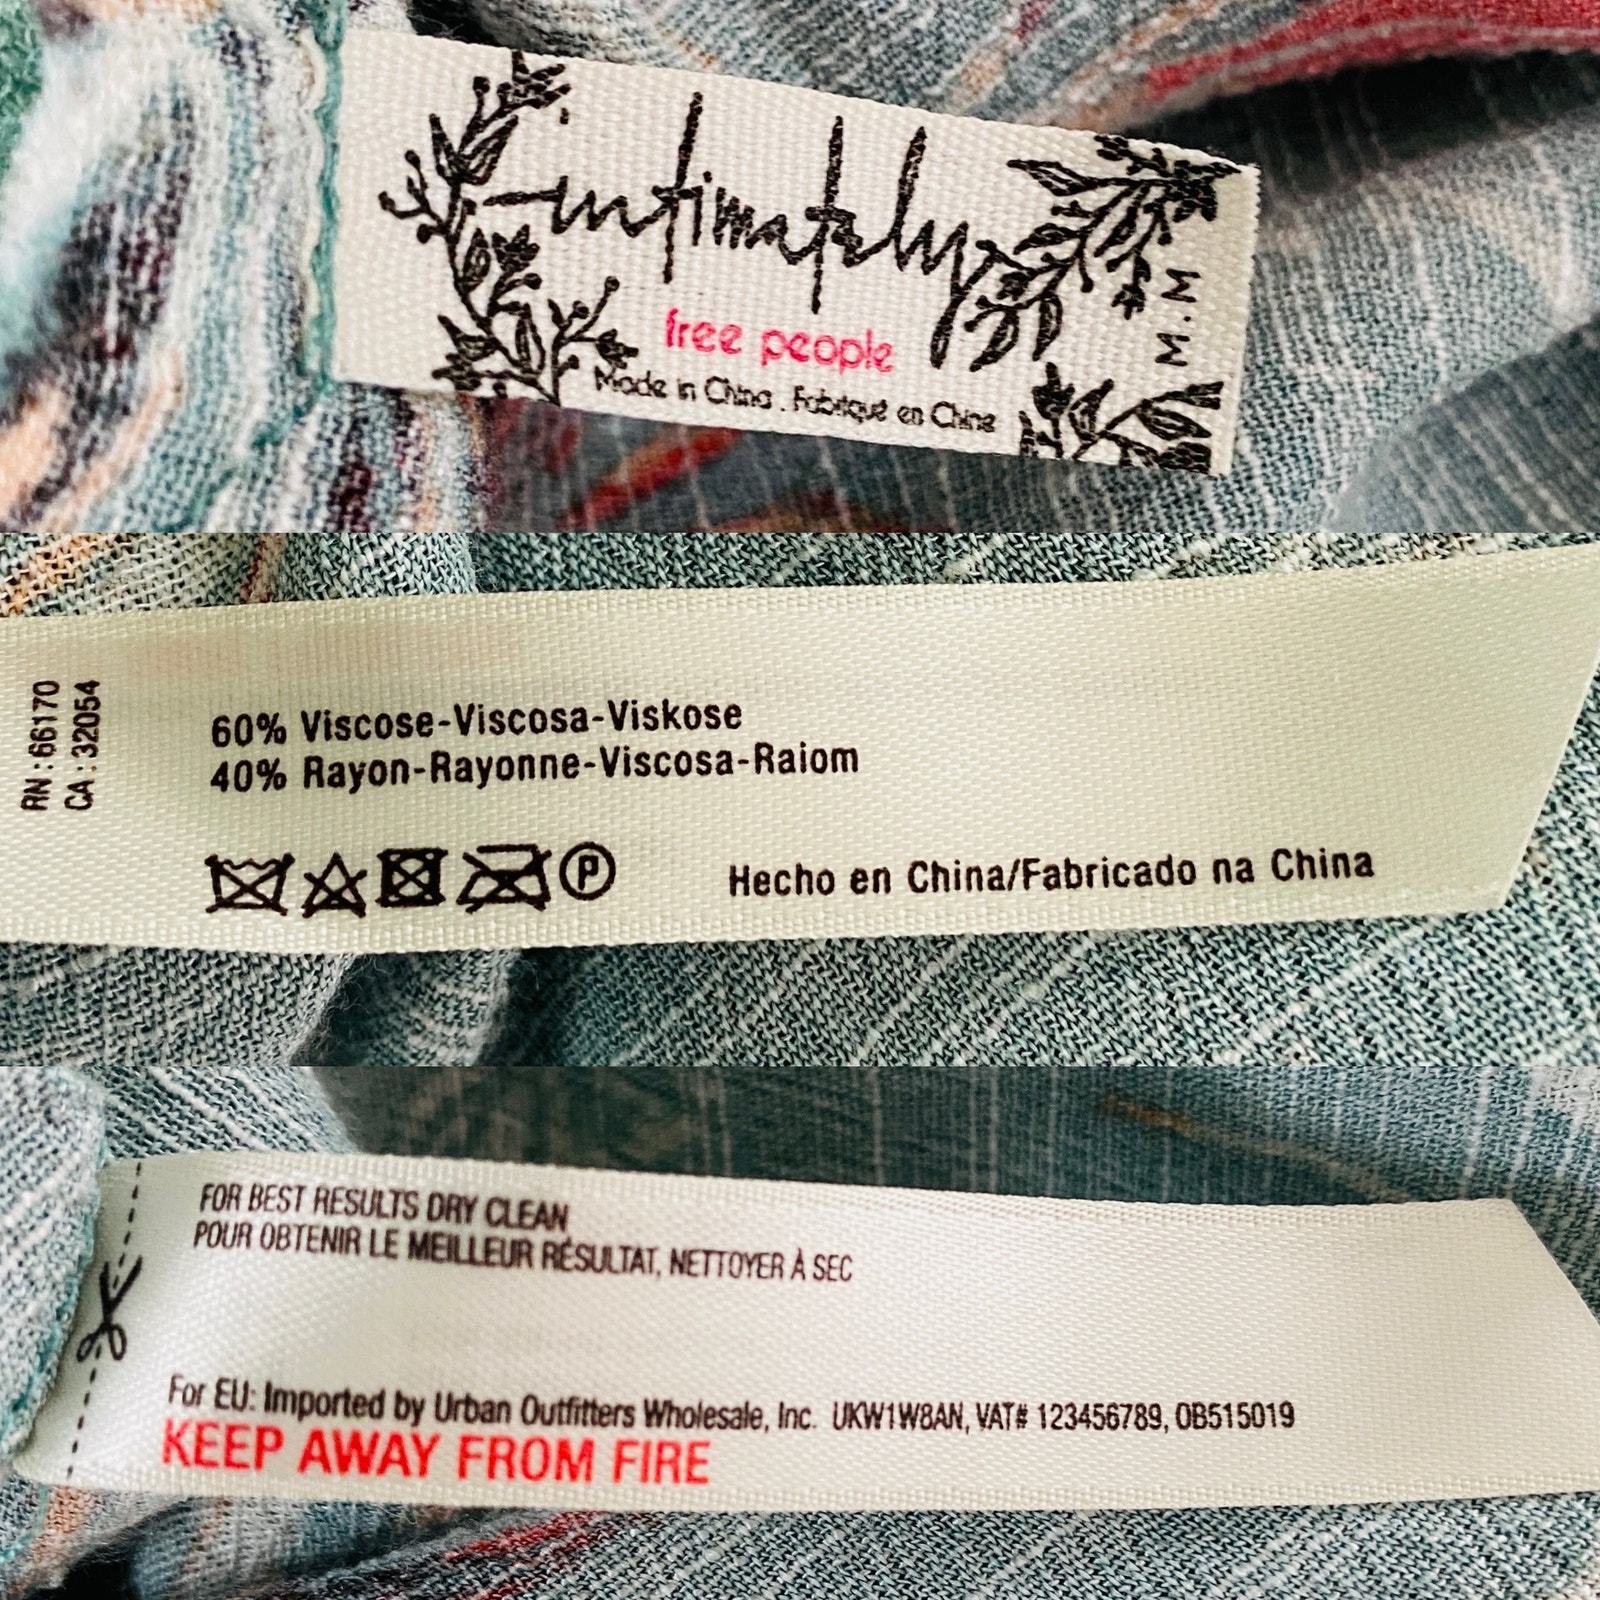 intimately
free people
Made in China . Fabriqué en Chine
M.M
RN : 66170
CA : 32054
60% Viscose-Viscosa-Viskose
40% Rayon-Rayonne-Viscosa-Raiom
P
Hecho en China/Fabricado na China
FOR BEST RESULTS DRY CLEAN
POUR OBTENIR LE MEILLEUR RÉSULTAT, NETTOYER À SEC
For EU: Imported by Urban Outfitters Wholesale, Inc. UKW1W8AN, VAT# 123456789, OB515019
KEEP AWAY FROM FIRE